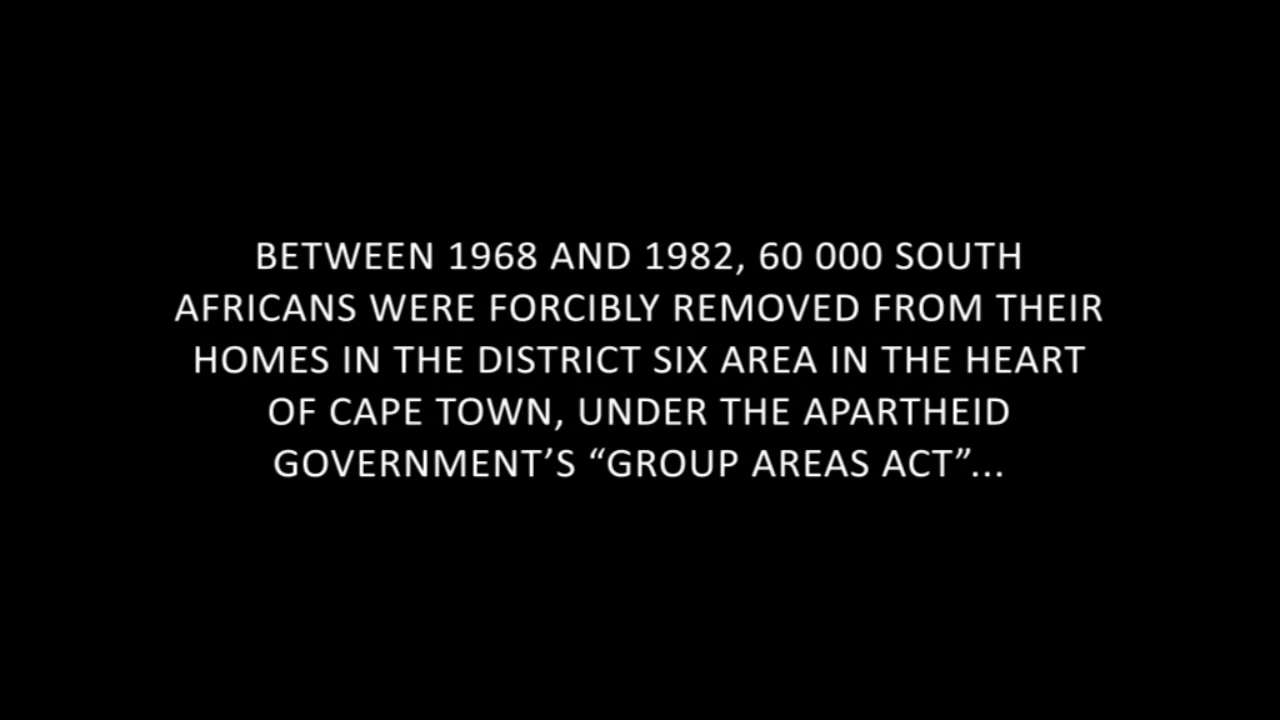 BETWEEN 1968 AND 1982, 60 000 SOUTH
AFRICANS WERE FORCIBLY REMOVED FROM THEIR
HOMES IN THE DISTRICT SIX AREA IN THE HEART
OF CAPE TOWN, UNDER THE APARTHEID
GOVERNMENT’S “GROUP AREAS ACT”...